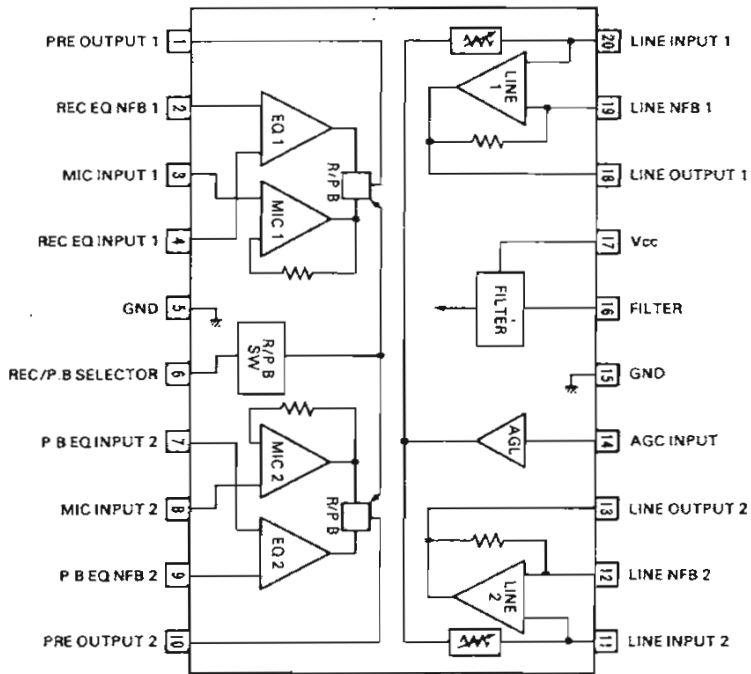 PRE OUTPUT 1
1
REC EQ NFB 1
2
MIC INPUT 1
3
REC EQ INPUT 1
4
GND
5
REC/P.B SELECTOR
6
P B EQ INPUT 2
7
MIC INPUT 2
8
P B EQ NFB 2
9
PRE OUTPUT 2
10
EQ 1
MIC 1
R/P B
R/P B
SW
MIC 2
R/P B
EQ 2
20
LINE INPUT 1
19
LINE NFB 1
18
LINE OUTPUT 1
17
Vcc
16
FILTER
15
GND
14
AGC INPUT
13
LINE OUTPUT 2
12
LINE NFB 2
11
LINE INPUT 2
LINE
1
FILTER
AGL
LINE
2